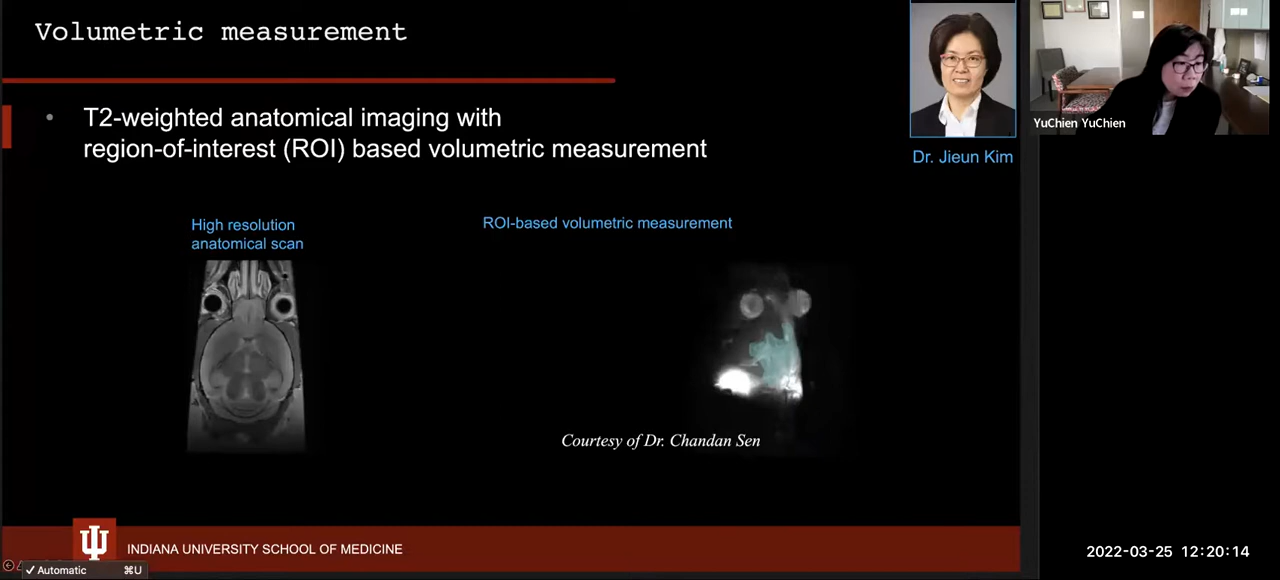 Volumetric measurement
• T2-weighted anatomical imaging with
region-of-interest (ROI) based volumetric measurement
Dr. Jieun Kim
YuChien YuChien
High resolution
anatomical scan
ROI-based volumetric measurement
Courtesy of Dr. Chandan Sen
INDIANA UNIVERSITY SCHOOL OF MEDICINE
✓ Automatic ⌘U
2022-03-25 12:20:14